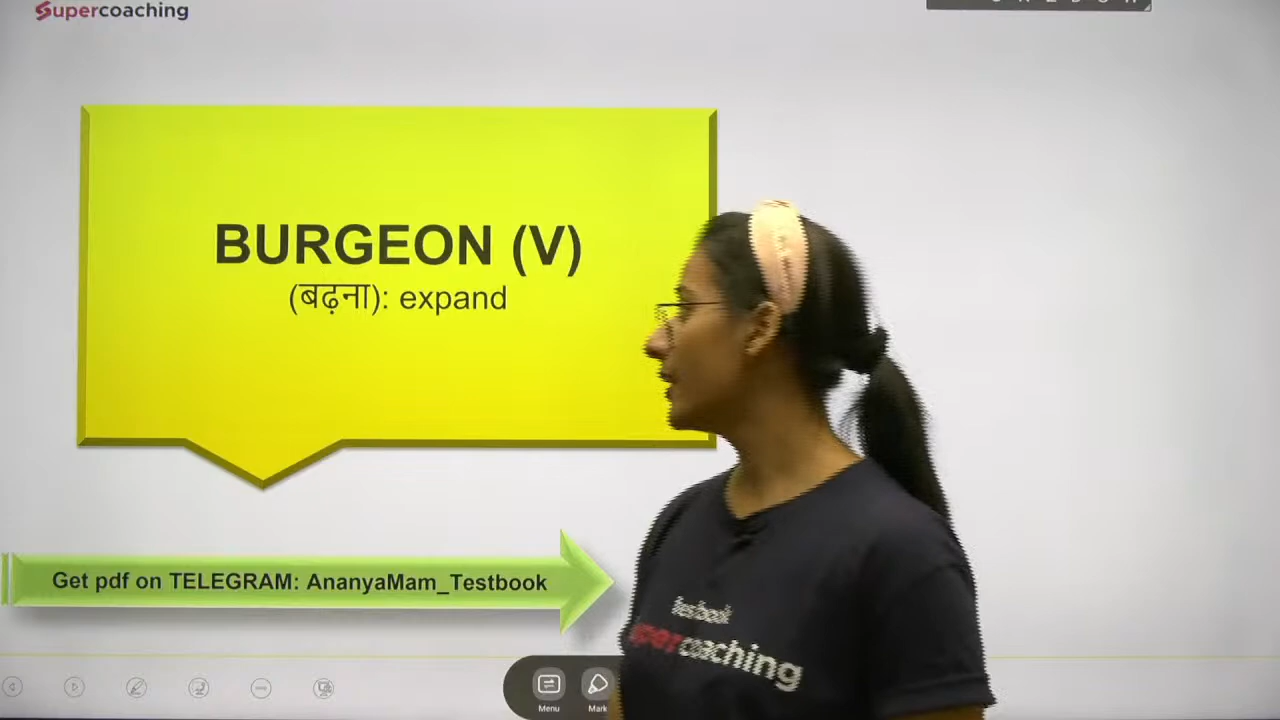 Supercoaching
BURGEON (V)
(बढ़ना): expand
Get pdf on TELEGRAM: AnanyaMam_Testbook
testbook
supercoaching
Menu
Mark